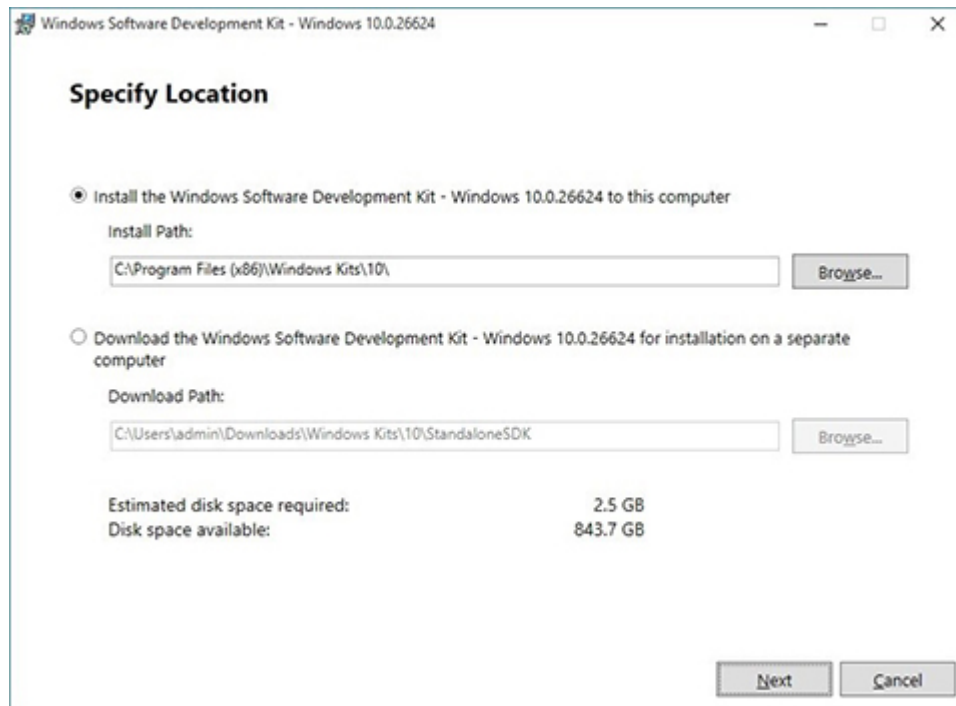 Windows Software Development Kit - Windows 10.0.26624
Specify Location
Install the Windows Software Development Kit - Windows 10.0.26624 to this computer
Install Path:
C:\Program Files (x86)\Windows Kits\10\
Browse...
Download the Windows Software Development Kit - Windows 10.0.26624 for installation on a separate
computer
Download Path:
C:\Users\admin\Downloads\Windows Kits\10\StandaloneSDK
Browse...
Estimated disk space required: 2.5 GB
Disk space available: 843.7 GB
Next Cancel